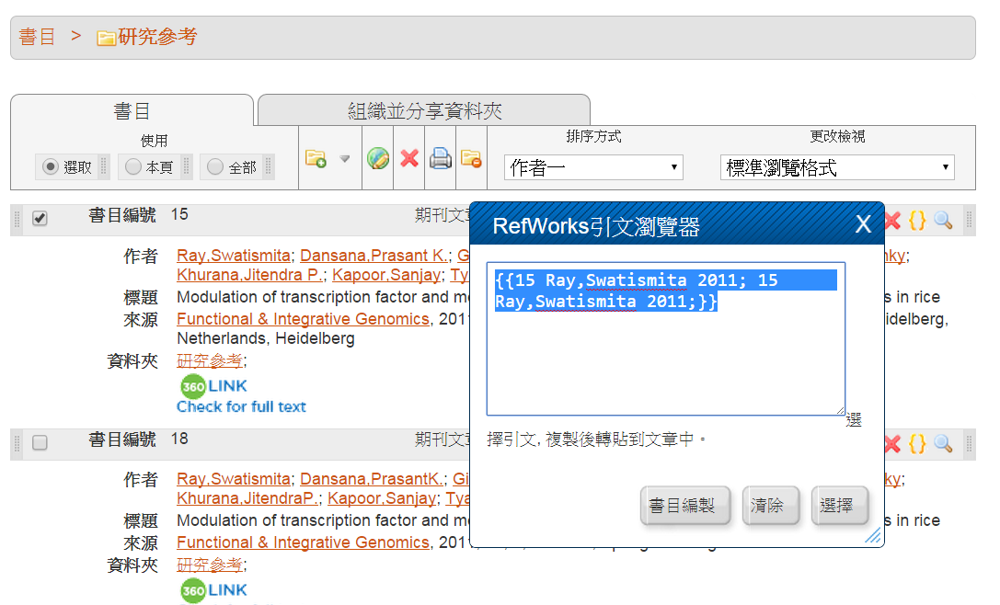 書目 > 研究參考
書目 組織並分享資料夾
使用 排序方式 更改檢視
選取 本頁 全部 作者一 標準瀏覽格式
書目編號 15 期刊文
RefWorks引文瀏覽器 X
作者 Ray,Swatismita; Dansana,Prasant K.; G
Khurana,Jitendra P.; Kapoor,Sanjay; Ty
標題 Modulation of transcription factor and m s in rice
來源 Functional & Integrative Genomics, 201 idelberg,
Netherlands, Heidelberg
資料夾 研究參考;
360 LINK
Check for full text
{{15 Ray,Swatismita 2011; 15
Ray,Swatismita 2011;}}
選
擇引文, 複製後轉貼到文章中。
書目編製 清除 選擇
書目編號 18 期刊文
作者 Ray,Swatismita; Dansana,PrasantK.; Gi ky;
Khurana,JitendraP.; Kapoor,Sanjay; Tya
標題 Modulation of transcription factor and m s in rice
來源 Functional & Integrative Genomics, 201
資料夾 研究參考;
360 LINK